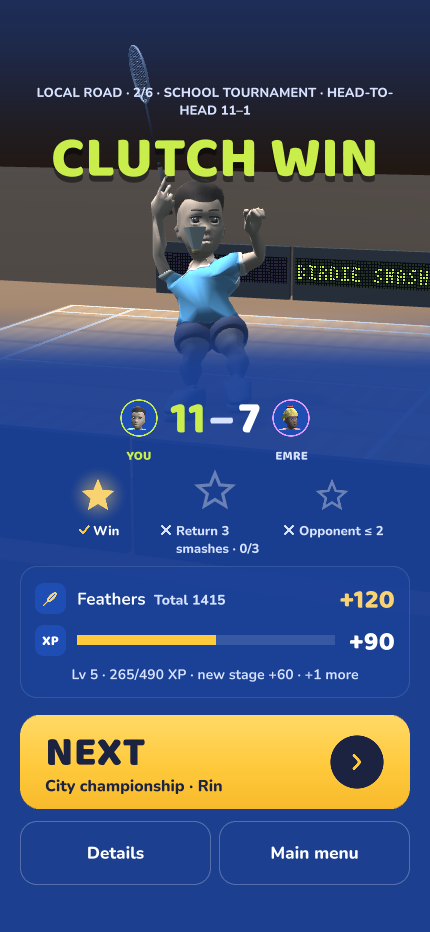 LOCAL ROAD · 2/6 · SCHOOL TOURNAMENT · HEAD-TO-
HEAD 11–1
CLUTCH WIN
BIRDIE SMASH
11–7
YOU
EMRE
Win
Return 3
smashes · 0/3
Opponent ≤ 2
Feathers Total 1415 +120
XP +90
Lv 5 · 265/490 XP · new stage +60 · +1 more
NEXT
City championship · Rin
Details
Main menu